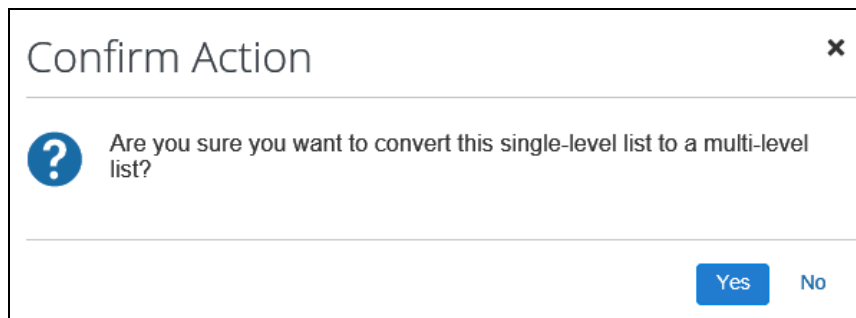 Confirm Action
Are you sure you want to convert this single-level list to a multi-level
list?
Yes No